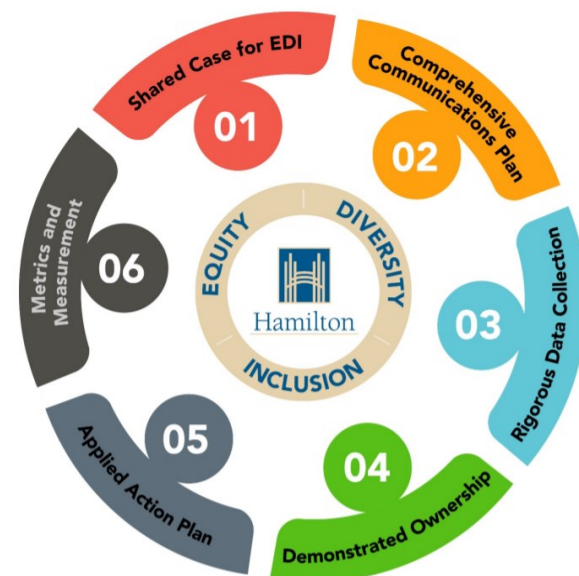 Shared Case for EDI
01
Comprehensive
Communications Plan
02
Rigorous Data Collection
03
Demonstrated Ownership
04
Applied Action Plan
05
Metrics and
Measurement
06
EQUITY
DIVERSITY
INCLUSION
Hamilton